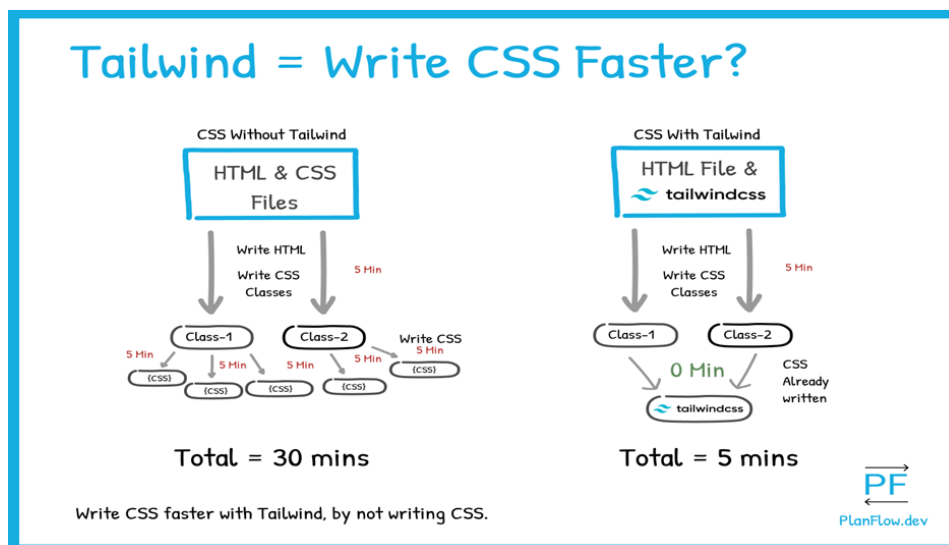 Tailwind = Write CSS Faster?
CSS Without Tailwind
HTML & CSS
Files
Write HTML
Write CSS
Classes
5 Min
Class-1
Class-2
Write CSS
5 Min
5 Min
5 Min
5 Min
5 Min
{CSS}
{CSS}
{CSS}
{CSS}
{CSS}
Total = 30 mins
CSS With Tailwind
HTML File &
tailwindcss
Write HTML
Write CSS
Classes
5 Min
Class-1
Class-2
0 Min
CSS
Already
written
tailwindcss
Total = 5 mins
Write CSS faster with Tailwind, by not writing CSS.
PF
PlanFlow.dev